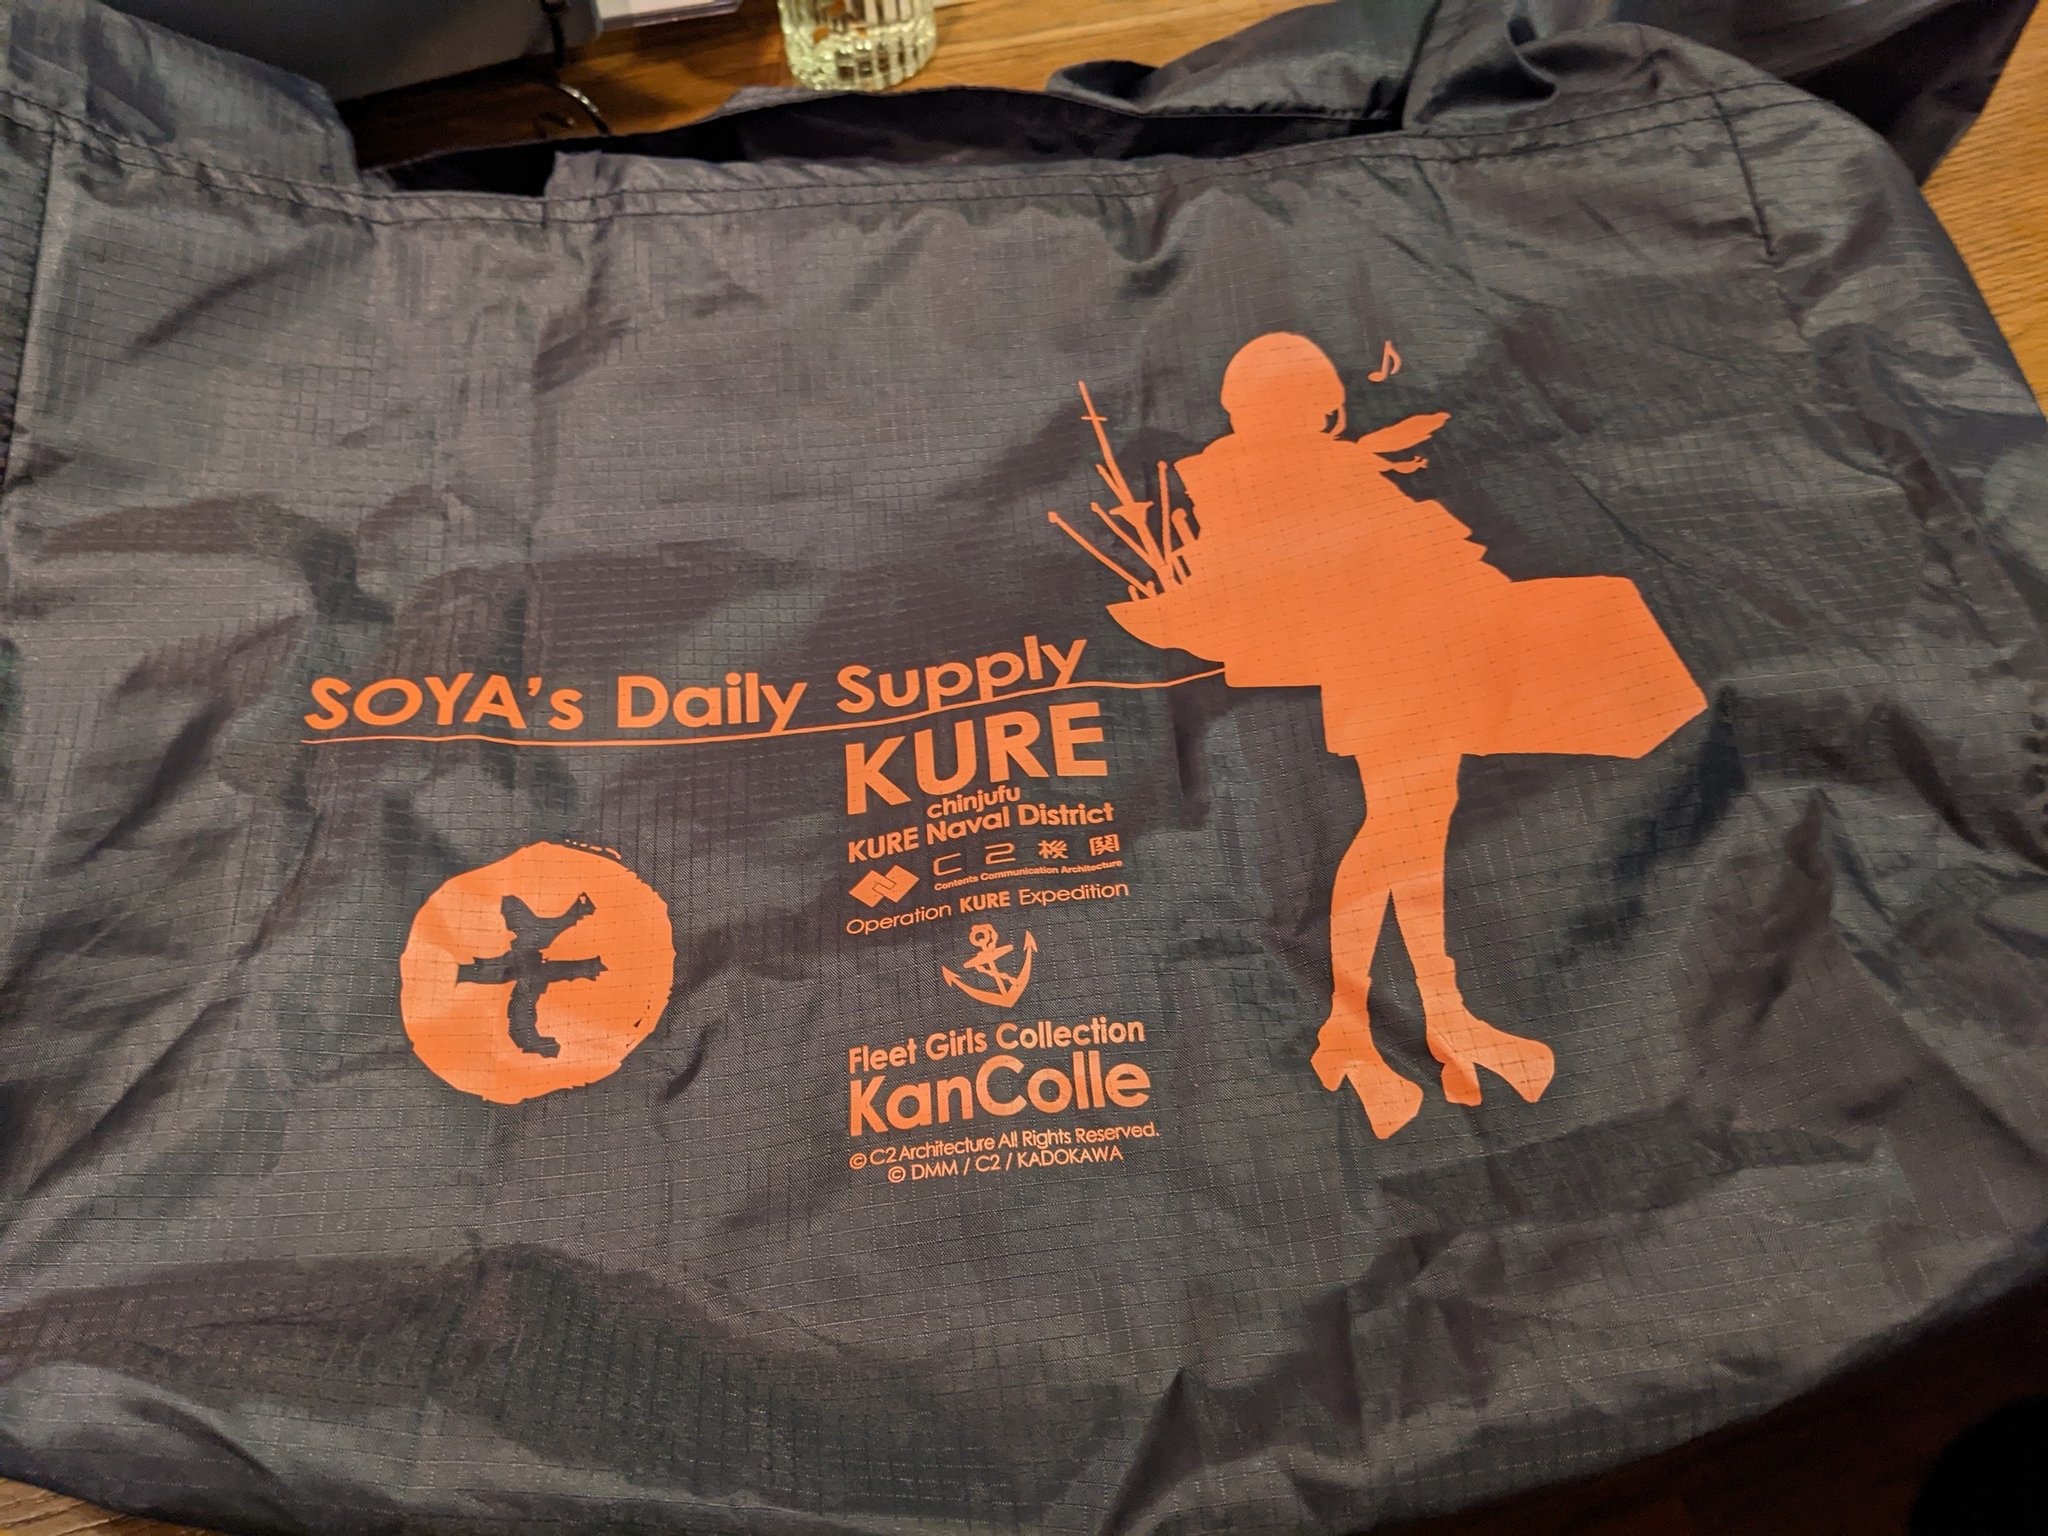 SOYA's Daily Supply
KURE
chinjufu
KURE Naval District
C2機関
Contents Communication Architecture
Operation KURE Expedition
そ
Fleet Girls Collection
KanColle
© C2 Architecture All Rights Reserved.
© DMM / C2 / KADOKAWA